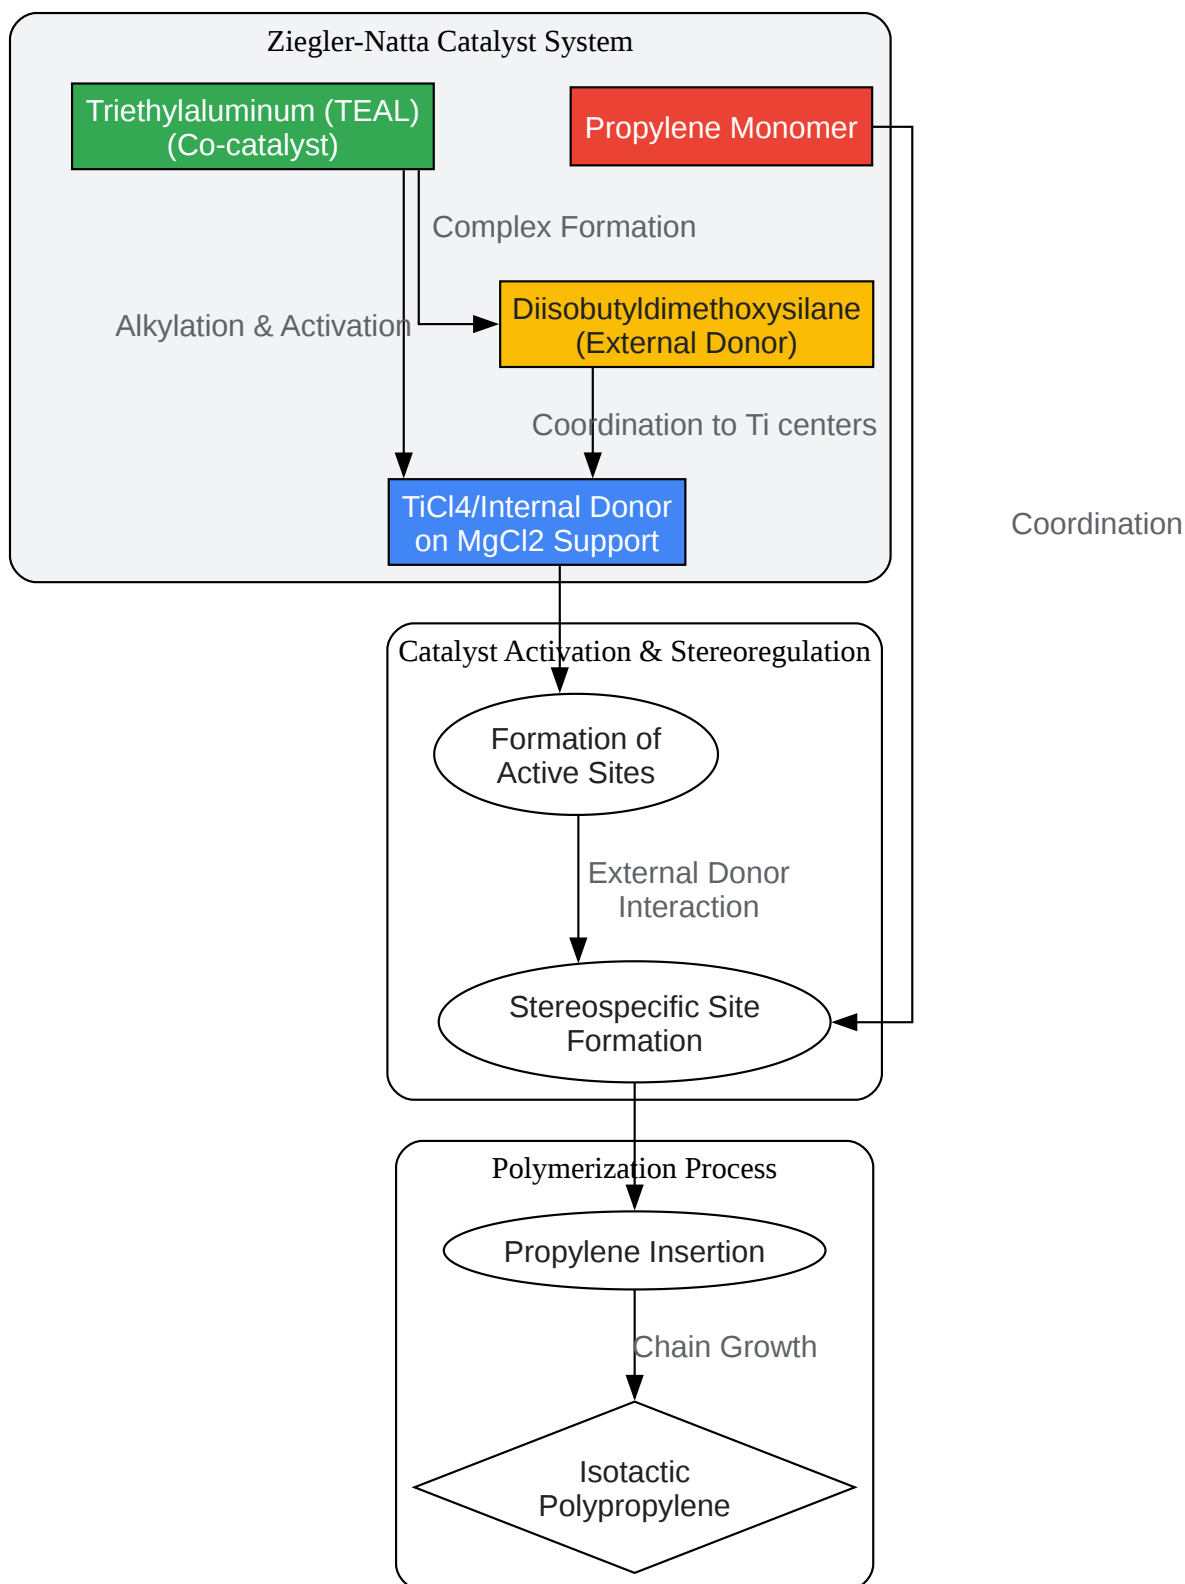 Ziegler-Natta Catalyst System
Triethylaluminum (TEAL)
(Co-catalyst)
Propylene Monomer
Complex Formation
Diisobutyldimethoxysilane
(External Donor)
Alkylation & Activation
Coordination to Ti centers
TiCl4/Internal Donor
on MgCl2 Support
Coordination
Catalyst Activation & Stereoregulation
Formation of
Active Sites
External Donor
Interaction
Stereospecific Site
Formation
Polymerization Process
Propylene Insertion
Chain Growth
Isotactic
Polypropylene